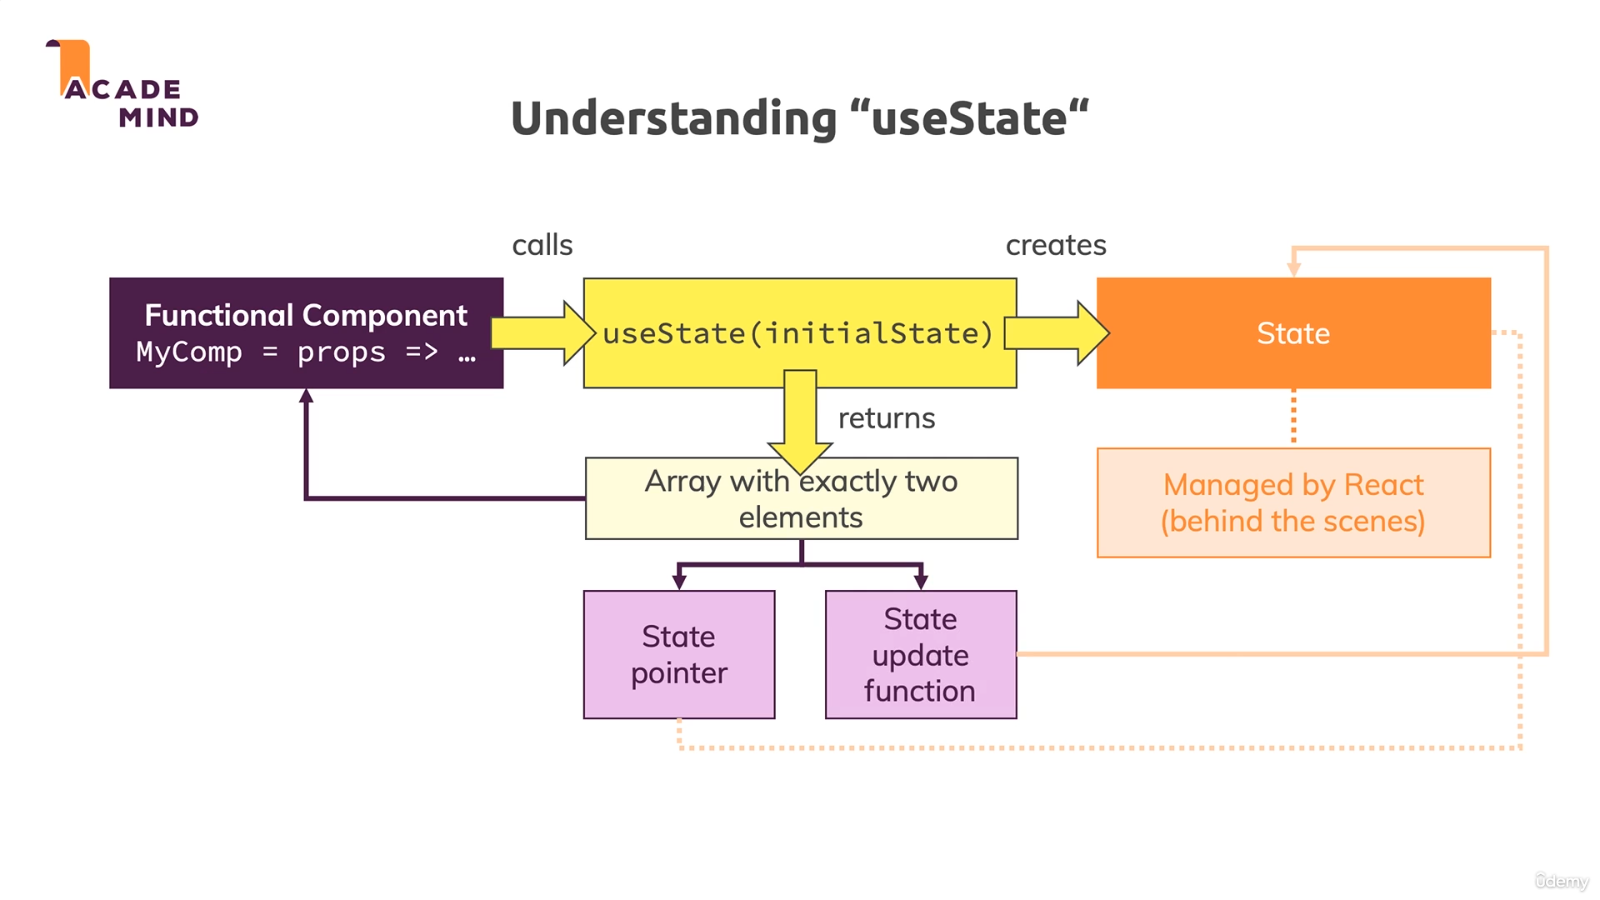 ACADE
MIND
Understanding “useState“
calls
creates
Functional Component
MyComp = props => …
useState(initialState)
State
returns
Array with exactly two
elements
Managed by React
(behind the scenes)
State
pointer
State
update
function
ûdemy